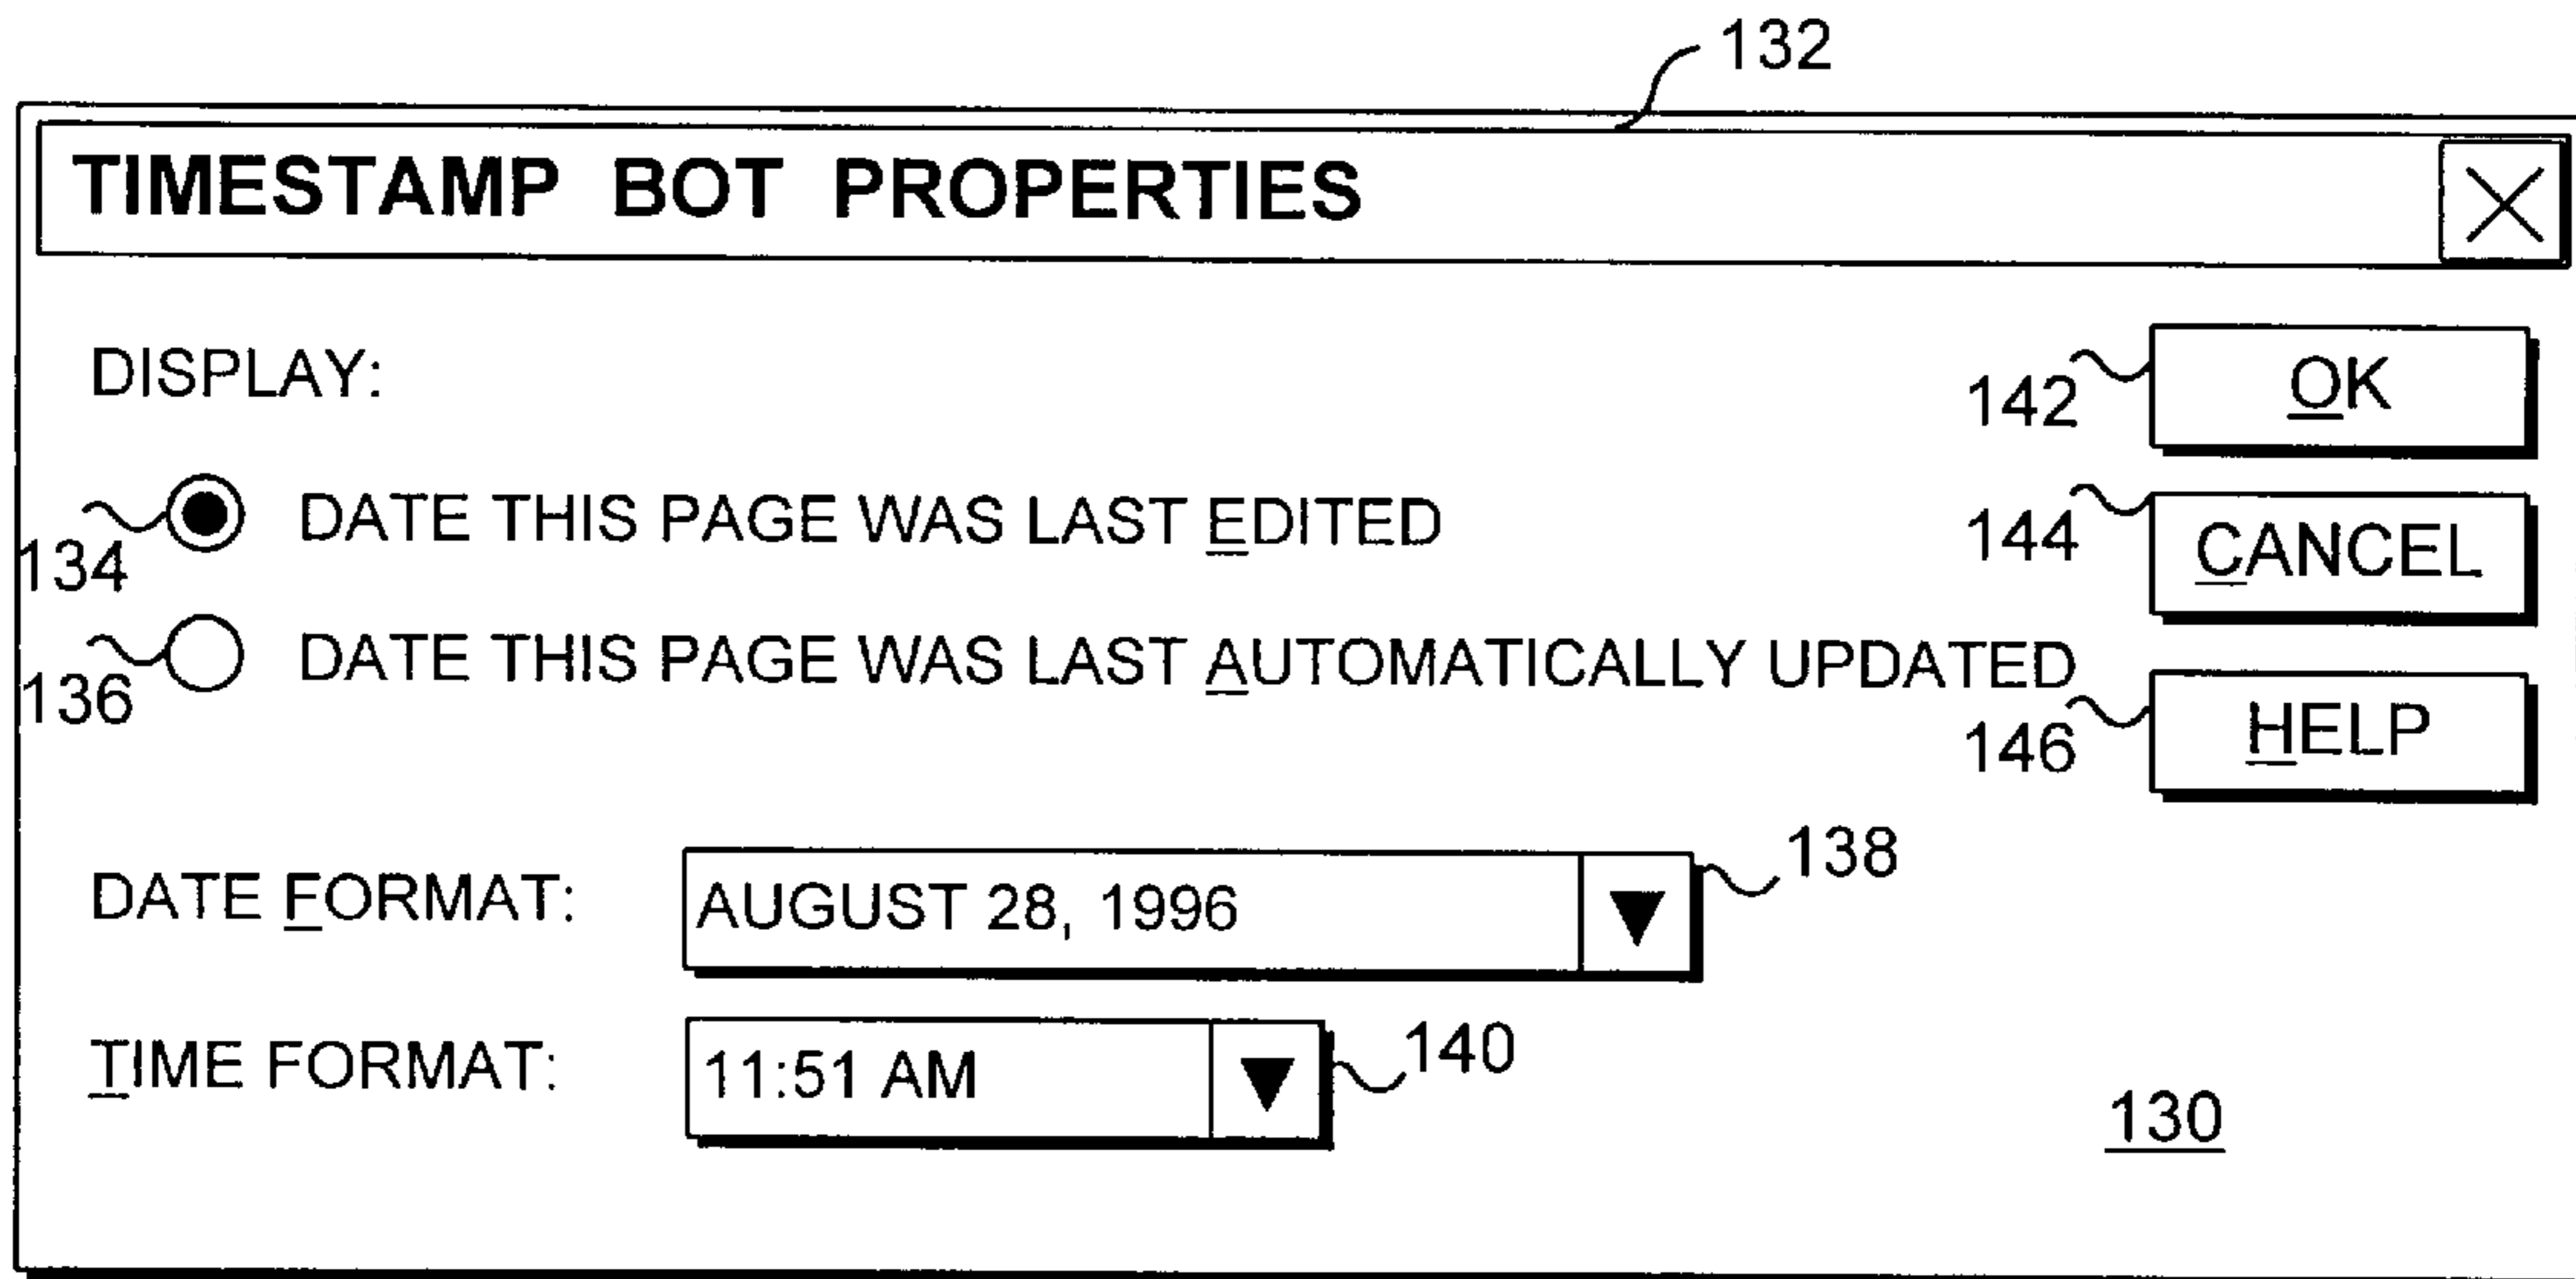 132
TIMESTAMP BOT PROPERTIES
DISPLAY:
142 OK
134 DATE THIS PAGE WAS LAST EDITED
144 CANCEL
136 DATE THIS PAGE WAS LAST AUTOMATICALLY UPDATED
146 HELP
DATE FORMAT: AUGUST 28, 1996 138
TIME FORMAT: 11:51 AM 140
130